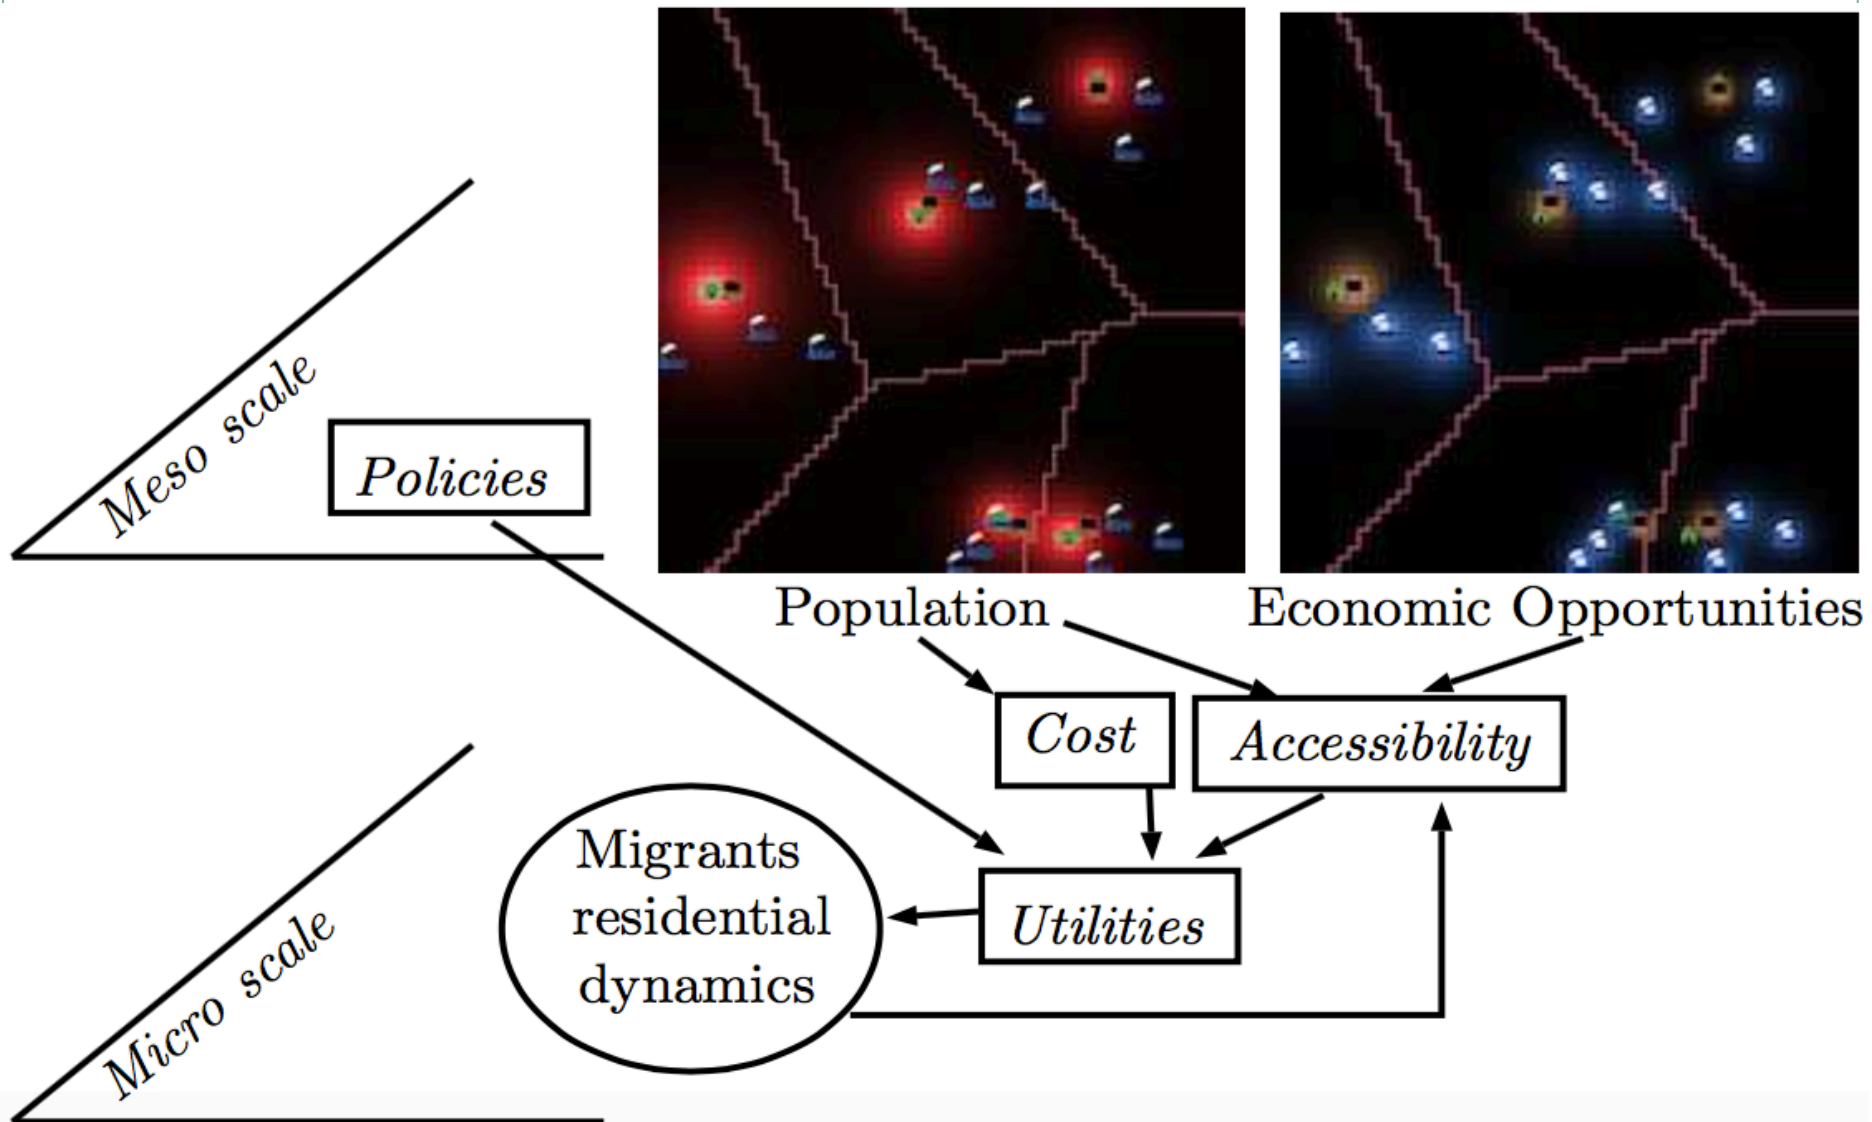 Meso scale
Policies
Population
Economic Opportunities
Cost
Accessibility
Migrants
residential
dynamics
Utilities
Micro scale